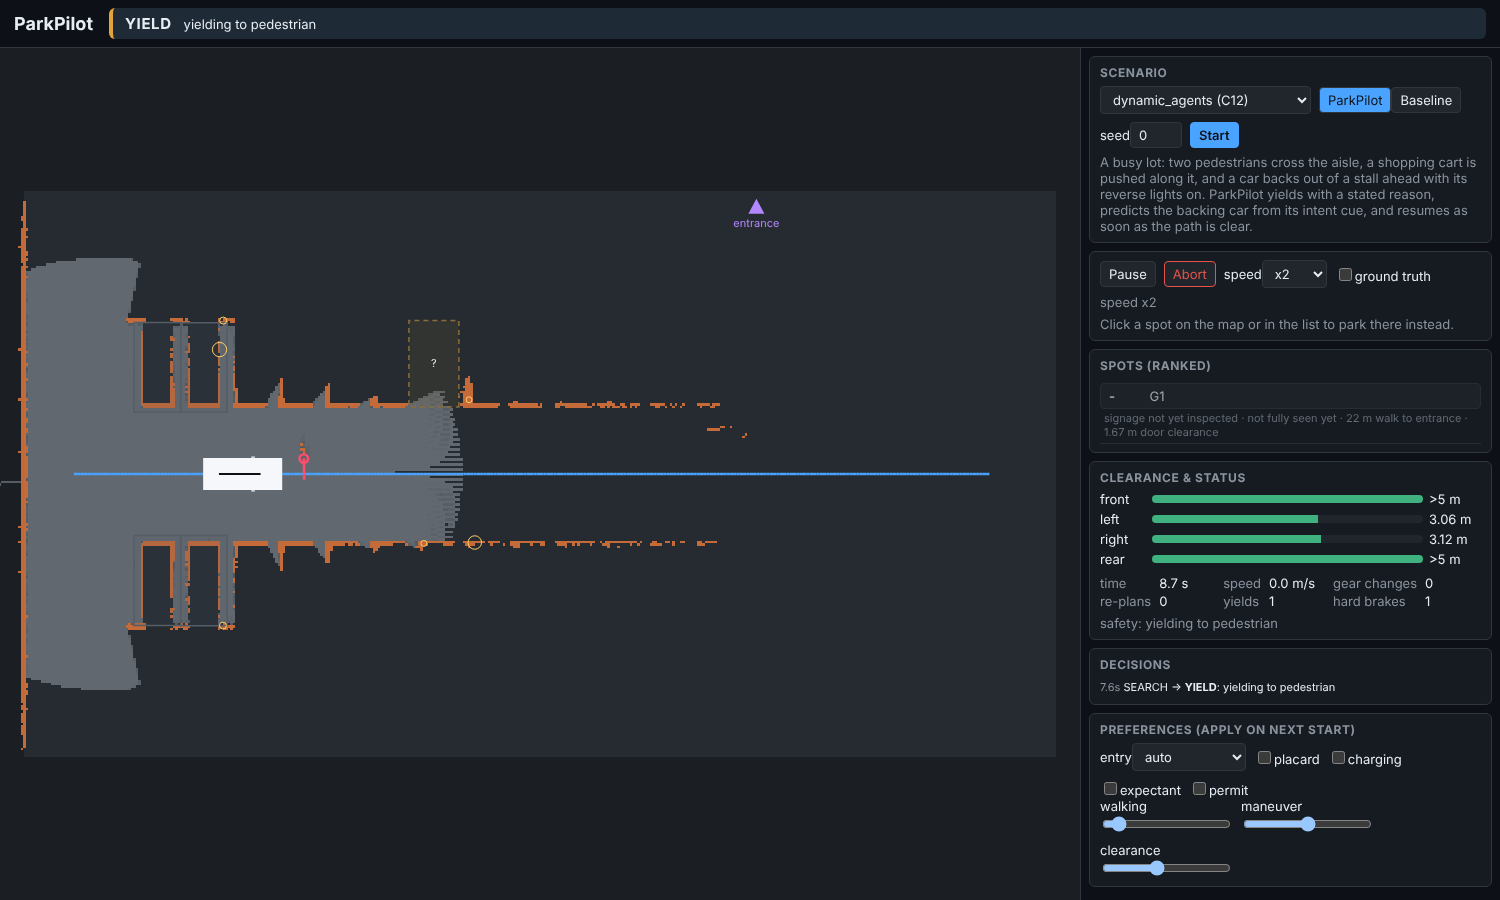 ParkPilot
YIELD yielding to pedestrian
entrance
?
SCENARIO
dynamic_agents (C12) ParkPilot Baseline
seed 0 Start
A busy lot: two pedestrians cross the aisle, a shopping cart is
pushed along it, and a car backs out of a stall ahead with its
reverse lights on. ParkPilot yields with a stated reason,
predicts the backing car from its intent cue, and resumes as
soon as the path is clear.
Pause Abort speed x2 ground truth
speed x2
Click a spot on the map or in the list to park there instead.
SPOTS (RANKED)
- G1
signage not yet inspected · not fully seen yet · 22 m walk to entrance ·
1.67 m door clearance
CLEARANCE & STATUS
front >5 m
left 3.06 m
right 3.12 m
rear >5 m
time 8.7 s speed 0.0 m/s gear changes 0
re-plans 0 yields 1 hard brakes 1
safety: yielding to pedestrian
DECISIONS
7.6s SEARCH → YIELD: yielding to pedestrian
PREFERENCES (APPLY ON NEXT START)
entry auto placard charging
expectant permit
walking maneuver
clearance